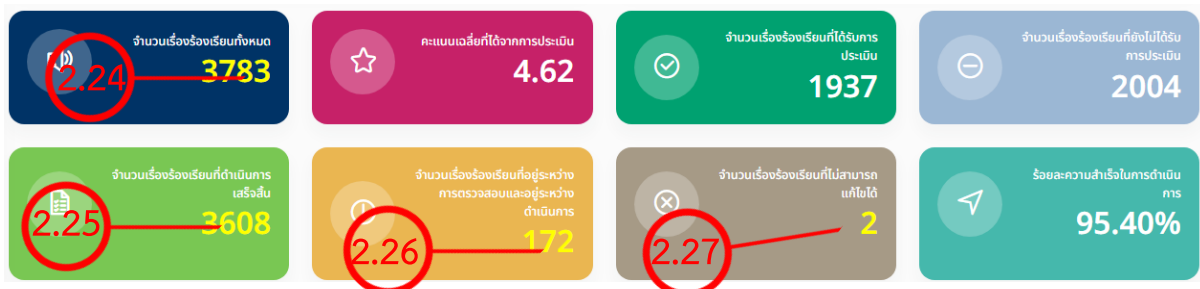 จำนวนเรื่องร้องเรียนทั้งหมด
3783
2.24
คะแนนเฉลี่ยที่ได้จากการประเมิน
4.62
จำนวนเรื่องร้องเรียนที่ได้รับการ
ประเมิน
1937
จำนวนเรื่องร้องเรียนที่ยังไม่ได้รับ
การประเมิน
2004
จำนวนเรื่องร้องเรียนที่ดำเนินการ
เสร็จสิ้น
3608
2.25
จำนวนเรื่องร้องเรียนที่อยู่ระหว่าง
การตรวจสอบและอยู่ระหว่าง
ดำเนินการ
172
2.26
จำนวนเรื่องร้องเรียนที่ไม่สามารถ
แก้ไขได้
2
2.27
ร้อยละความสำเร็จในการดำเนิน
การ
95.40%